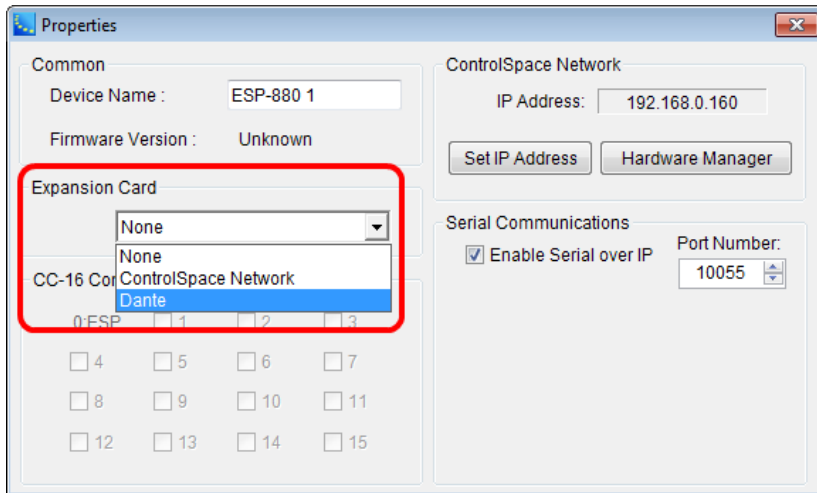 Properties
Common
Device Name :
ESP-880 1
Firmware Version :
Unknown
Expansion Card
None
None
ControlSpace Network
Dante
CC-16 Con
0:ESP 1 2 3
4 5 6 7
8 9 10 11
12 13 14 15
ControlSpace Network
IP Address:
192.168.0.160
Set IP Address
Hardware Manager
Serial Communications
Enable Serial over IP
Port Number:
10055